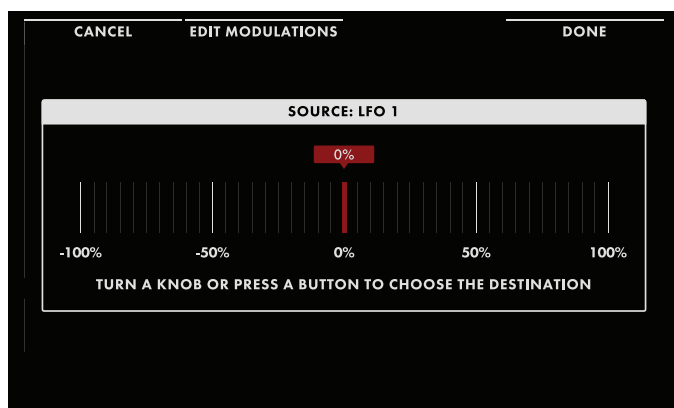 CANCEL EDIT MODULATIONS DONE
SOURCE: LFO 1
0%
-100% -50% 0% 50% 100%
TURN A KNOB OR PRESS A BUTTON TO CHOOSE THE DESTINATION